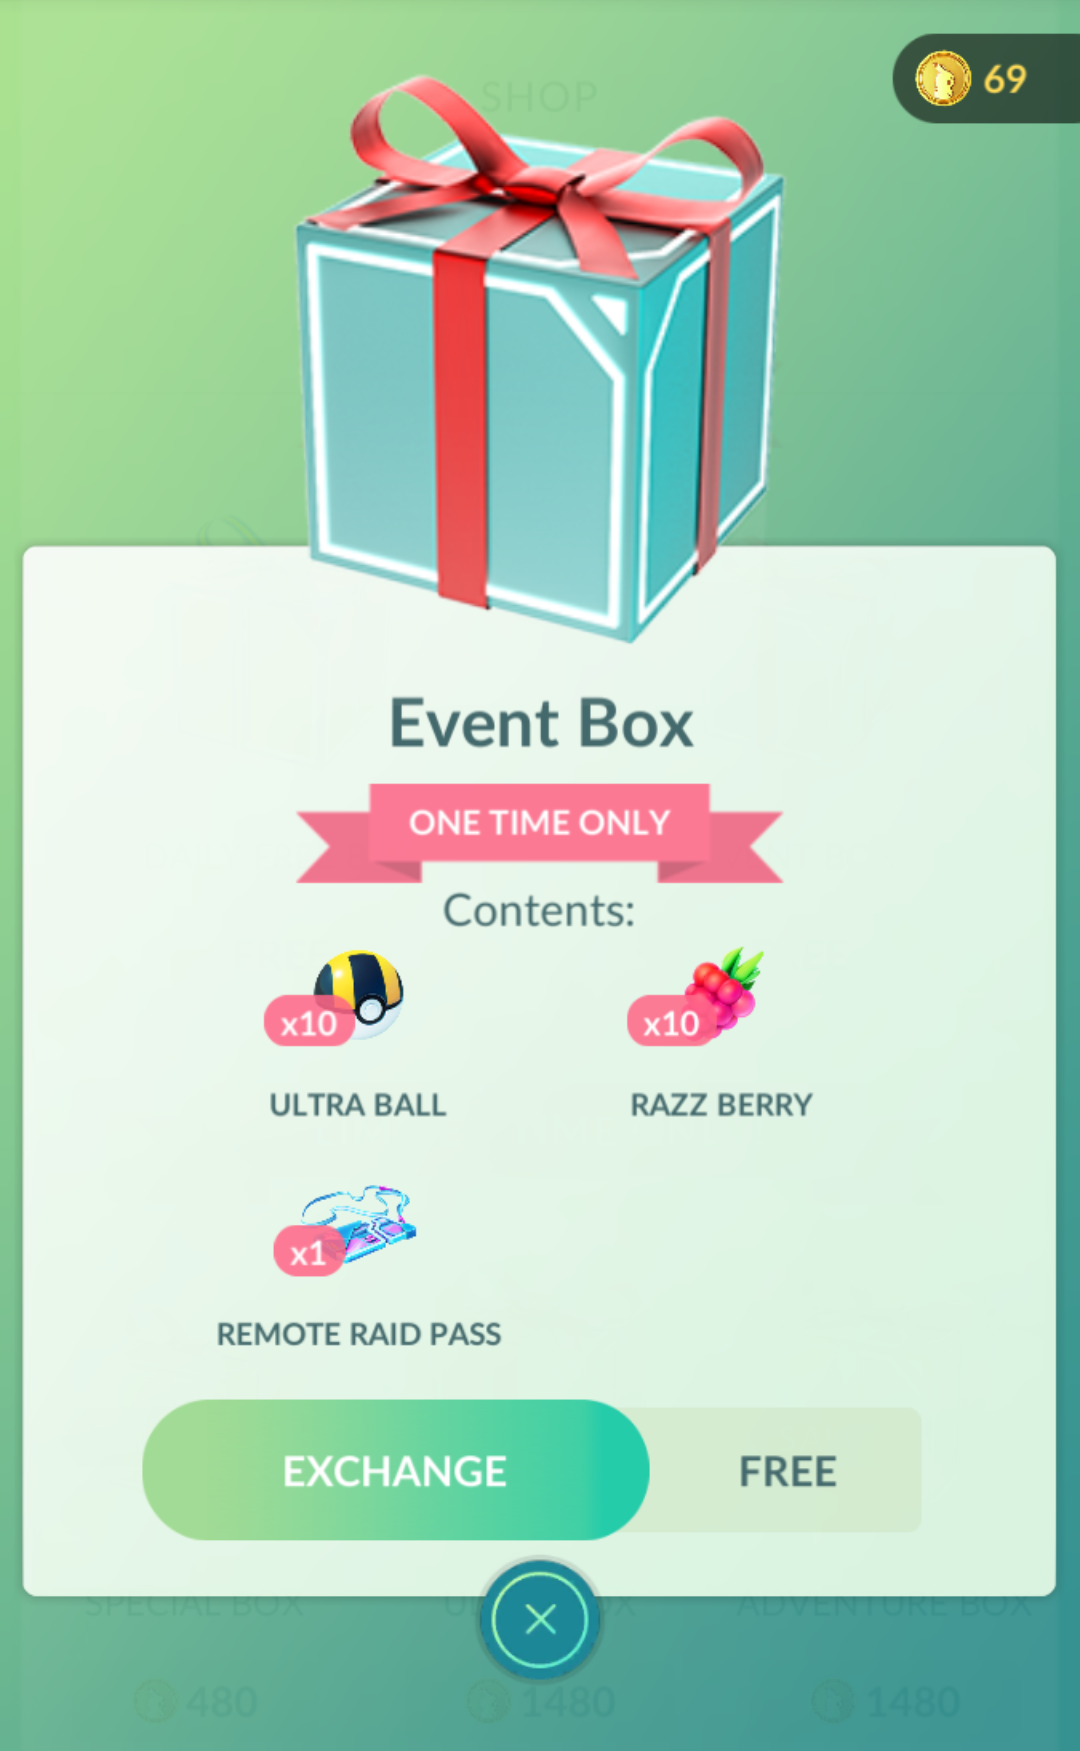 SHOP
69
Event Box
ONE TIME ONLY
Contents:
x10
x10
ULTRA BALL
RAZZ BERRY
x1
REMOTE RAID PASS
EXCHANGE
FREE
SPECIAL BOX
ADVENTURE BOX
480
1480
1480